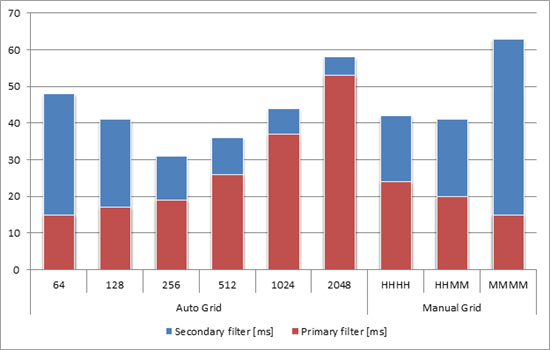 70
60
50
40
30
20
10
0
64 128 256 512 1024 2048 HHHH HHMM MMMM
Auto Grid Manual Grid
Secondary filter [ms] Primary filter [ms]